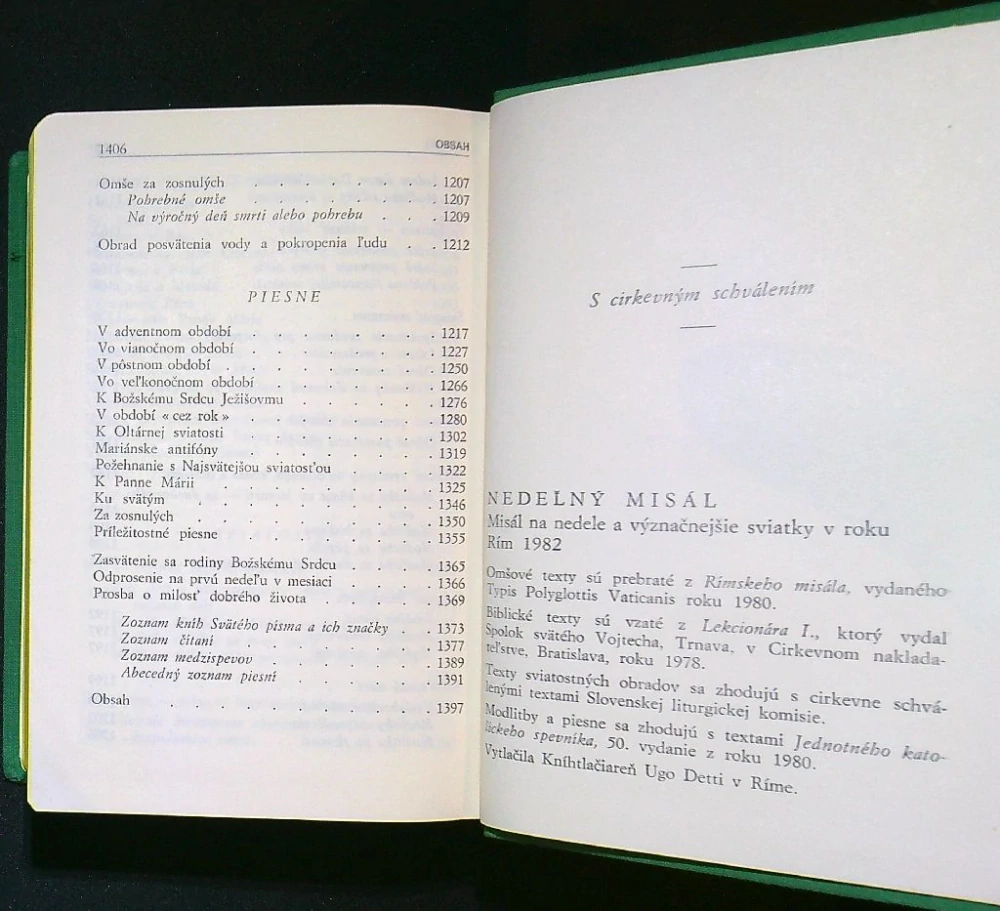 1406 OBSAH
Omše za zosnulých . . . . . . . 1207
Pohrebné omše . . . . . . . 1207
Na výročný deň smrti alebo pohrebu . . . 1209
Obrad posvätenia vody a pokropenia ľudu . . 1212
PIESNE
V adventnom období . . . . . . . 1217
Vo vianočnom období . . . . . . . 1227
V pôstnom období . . . . . . . . 1250
Vo veľkonočnom období . . . . . . 1266
K Božskému Srdcu Ježišovmu . . . . . 1276
V období « cez rok » . . . . . . . 1280
K Oltárnej sviatosti . . . . . . . 1302
Mariánske antifóny . . . . . . . 1319
Požehnanie s Najsvätejšou sviatosťou . . . . 1322
K Panne Márii . . . . . . . . 1325
Ku svätým . . . . . . . . . 1346
Za zosnulých . . . . . . . . . 1350
Príležitostné piesne . . . . . . . 1355
Zasvätenie sa rodiny Božskému Srdcu . . . . 1365
Odprosenie na prvú nedeľu v mesiaci . . . . 1366
Prosba o milosť dobrého života . . . . . 1369
Zoznam kníh Svätého písma a ich značky . . 1373
Zoznam čítaní . . . . . . . . 1377
Zoznam medzispevov . . . . . . 1389
Abecedný zoznam piesní . . . . . 1391
Obsah . . . . . . . . . . 1397
S cirkevným schválením
NEDEĽNÝ MISÁL
Misál na nedele a význačnejšie sviatky v roku
Rím 1982
Omšové texty sú prebraté z Rímskeho misála, vydaného
Typis Polyglottis Vaticanis roku 1980.
Biblické texty sú vzaté z Lekcionára I., ktorý vydal
Spolok svätého Vojtecha, Trnava, v Cirkevnom naklada-
teľstve, Bratislava, roku 1978.
Texty sviatostných obradov sa zhodujú s cirkevne schvá-
lenými textami Slovenskej liturgickej komisie.
Modlitby a piesne sa zhodujú s textami Jednotného kato-
líckeho spevníka, 50. vydanie z roku 1980.
Vytlačila Kníhtlačiareň Ugo Detti v Ríme.